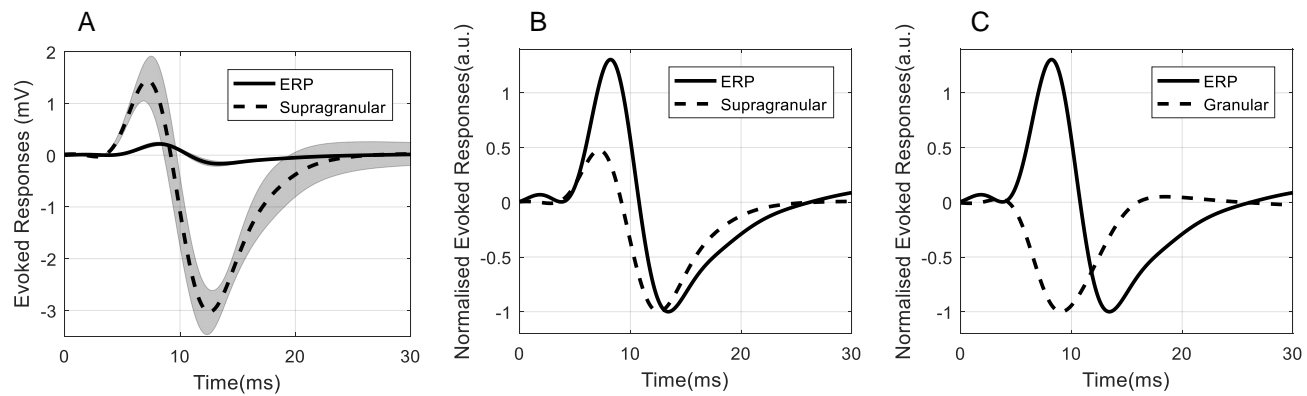 A
Evoked Responses (mV)
2
1
0
-1
-2
-3
0
10
20
30
Time(ms)
ERP
Supragranular
B
Normalised Evoked Responses(a.u.)
1
0.5
0
-0.5
-1
0
10
20
30
Time(ms)
ERP
Supragranular
C
Normalised Evoked Responses(a.u.)
1
0.5
0
-0.5
-1
0
10
20
30
Time(ms)
ERP
Granular